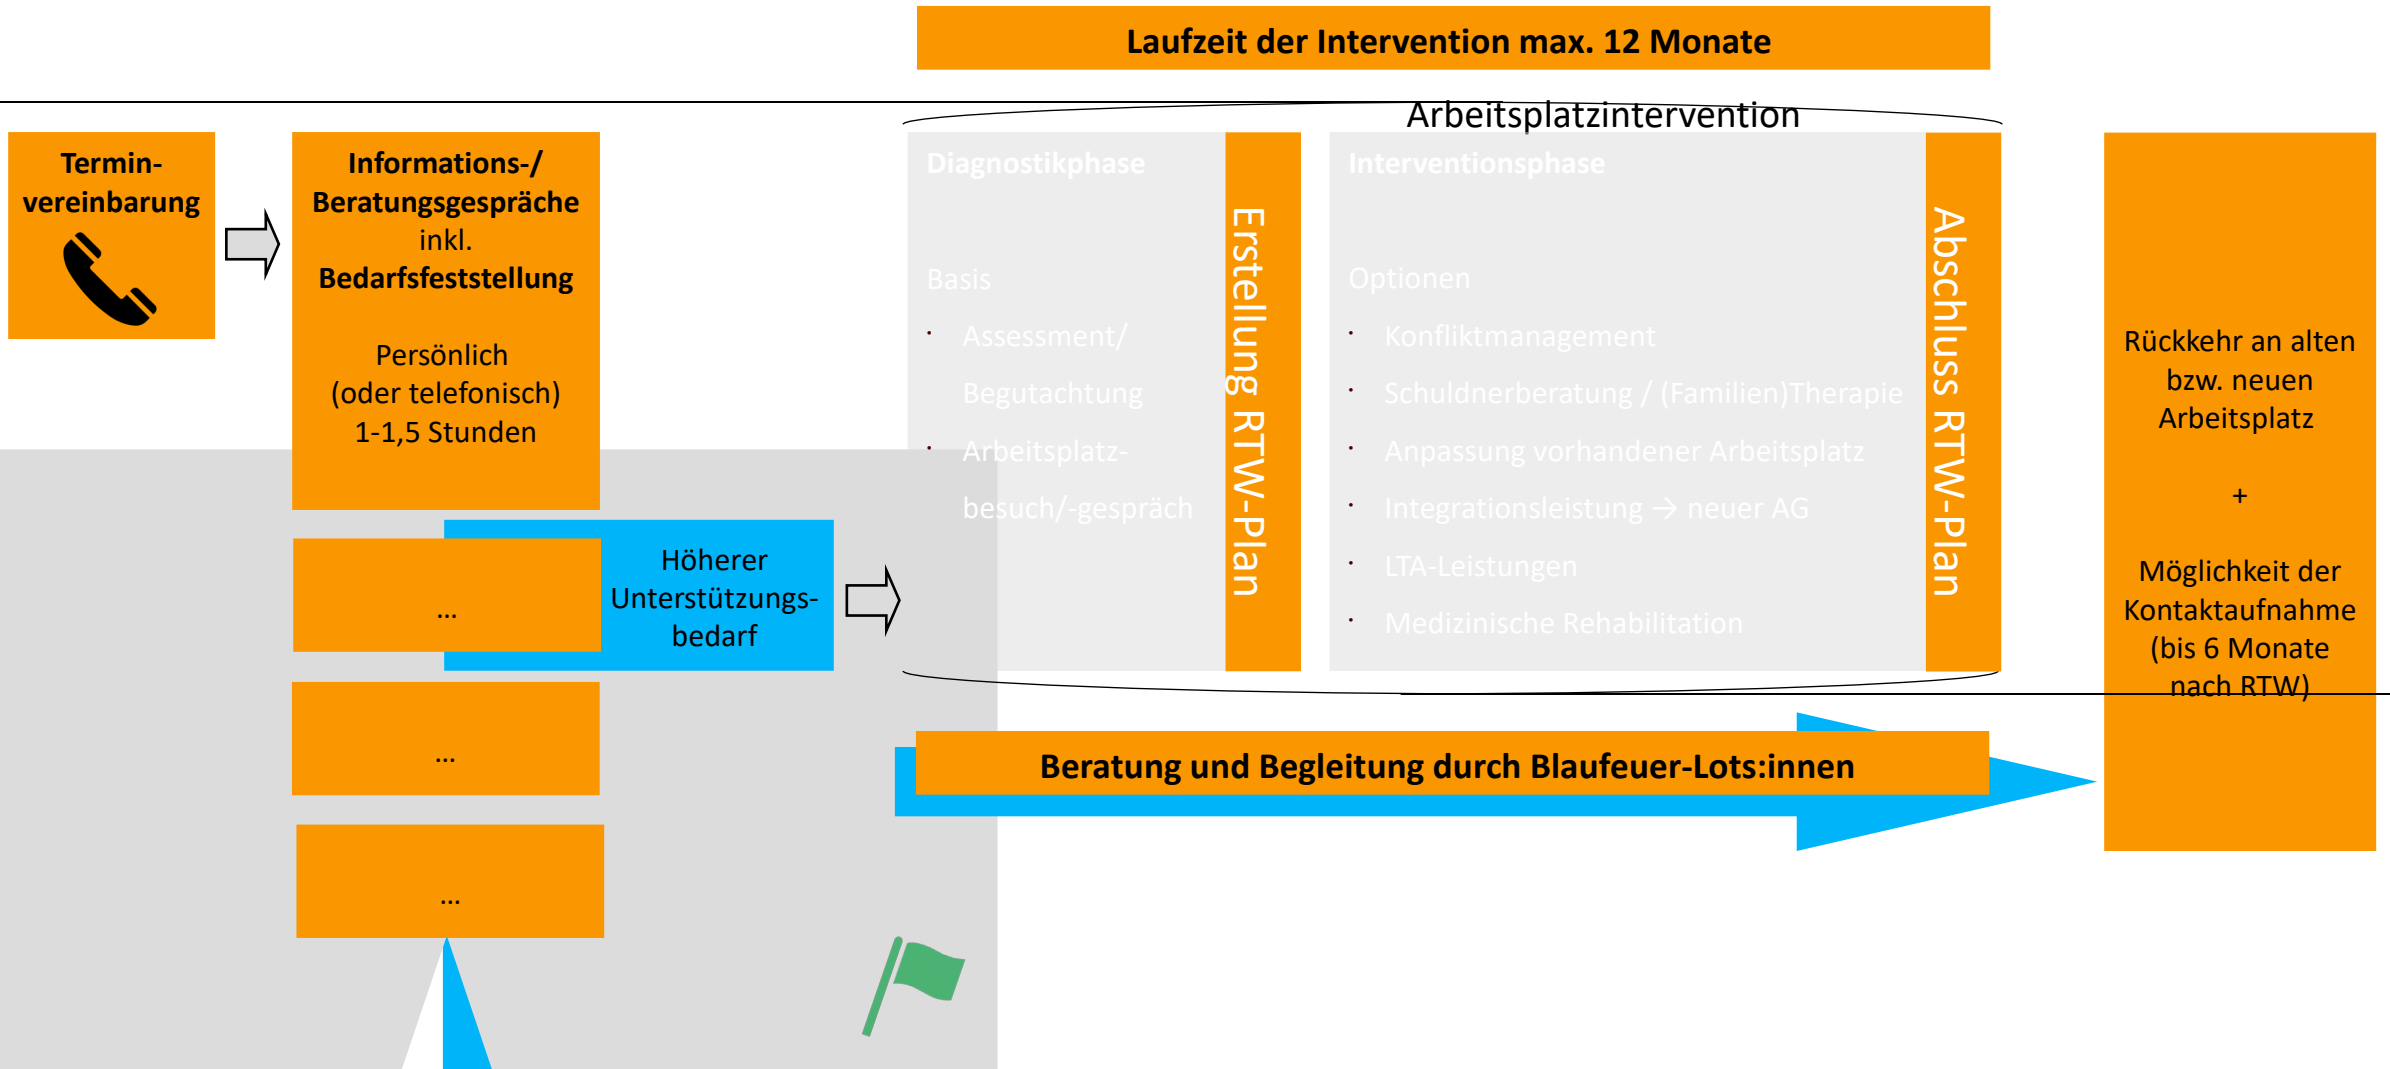 Laufzeit der Intervention max. 12 Monate
Arbeitsplatzintervention
Termin-
vereinbarung
Informations-/
Beratungsgespräche
inkl.
Bedarfsfeststellung
Persönlich
(oder telefonisch)
1-1,5 Stunden
...
...
...
Höherer
Unterstützungs-
bedarf
Diagnostikphase
Basis
· Assessment/
Begutachtung
· Arbeitsplatz-
besuch/-gespräch
Erstellung RTW-Plan
Interventionsphase
Optionen
· Konfliktmanagement
· Schuldnerberatung / (Familien)Therapie
· Anpassung vorhandener Arbeitsplatz
· Integrationsleistung → neuer AG
· LTA-Leistungen
· Medizinische Rehabilitation
Abschluss RTW-Plan
Rückkehr an alten
bzw. neuen
Arbeitsplatz
+
Möglichkeit der
Kontaktaufnahme
(bis 6 Monate
nach RTW)
Beratung und Begleitung durch Blaufeuer-Lots:innen